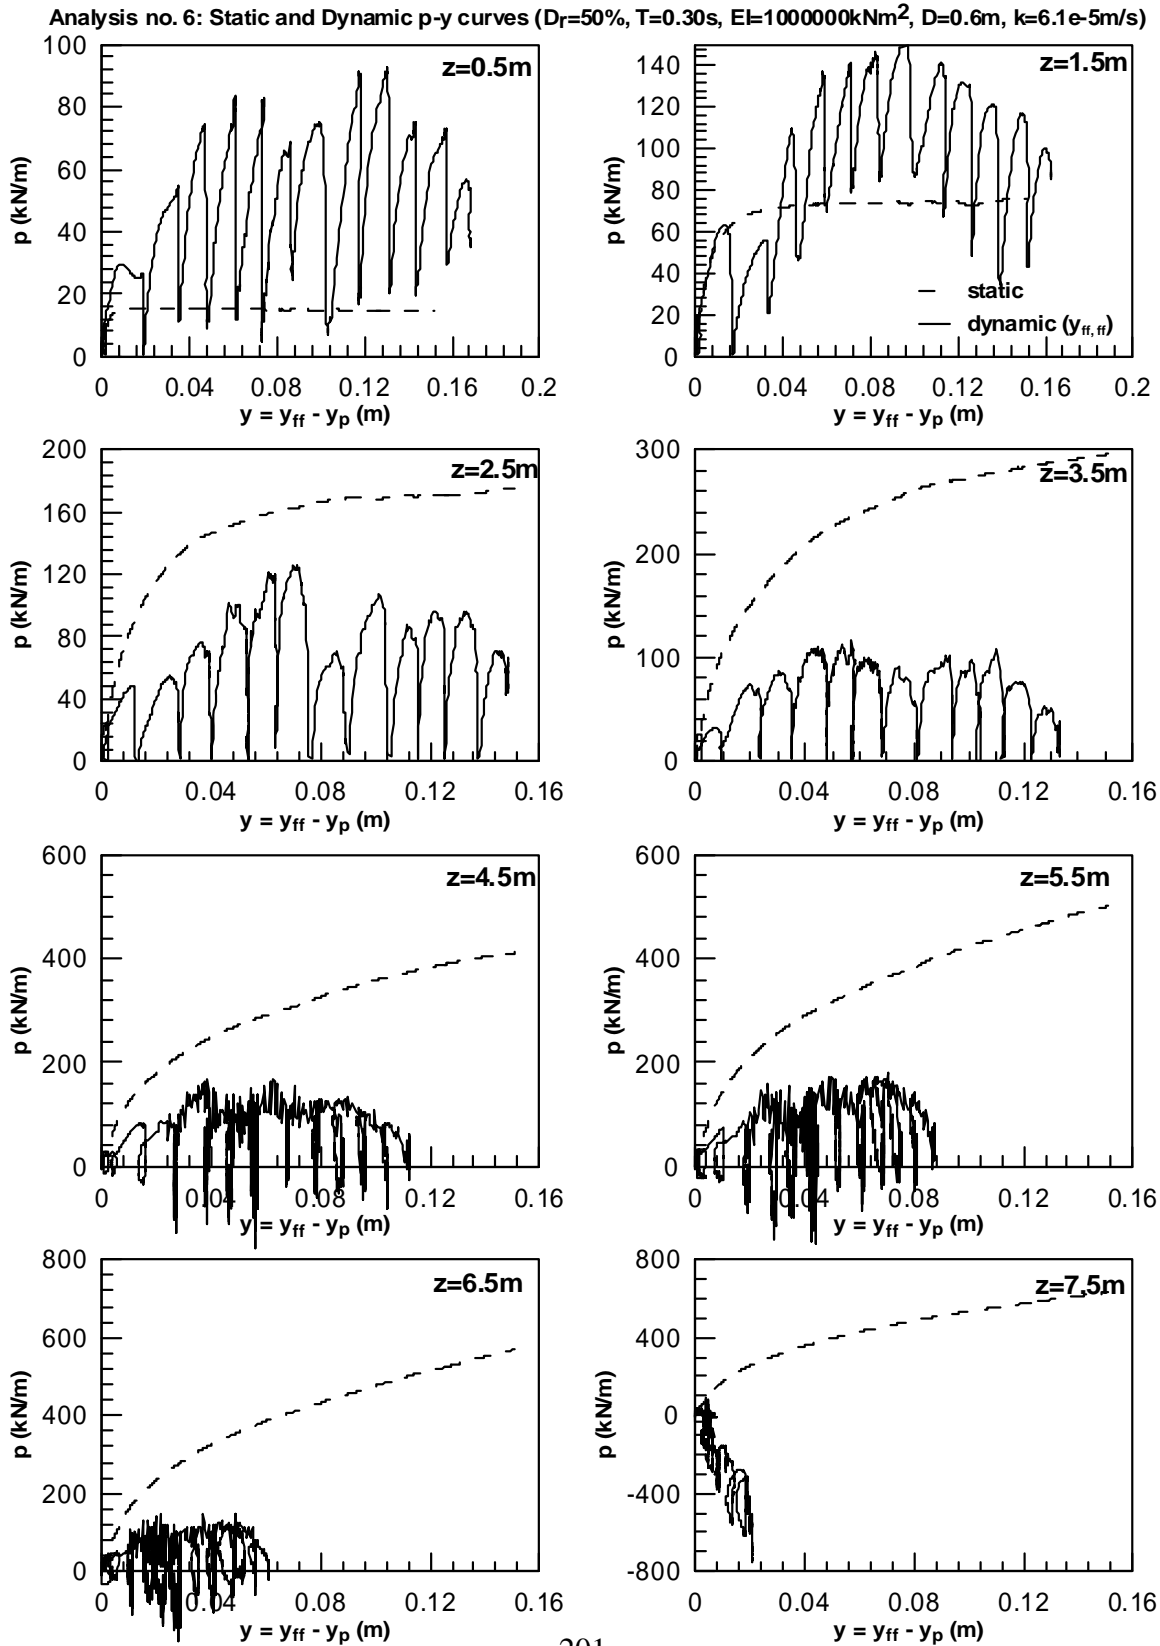 Analysis no. 6: Static and Dynamic p-y curves (Dr=50%, T=0.30s, EI=1000000kNm2, D=0.6m, k=6.1e-5m/s)
z=0.5m
100
80
60
40
20
0
p (kN/m)
0 0.04 0.08 0.12 0.16 0.2
y = yff - yp (m)
z=1.5m
140
120
100
80
60
40
20
0
p (kN/m)
static
dynamic (yff,ff)
0 0.04 0.08 0.12 0.16 0.2
y = yff - yp (m)
z=2.5m
200
160
120
80
40
0
p (kN/m)
0 0.04 0.08 0.12 0.16
y = yff - yp (m)
z=3.5m
300
200
100
0
p (kN/m)
0 0.04 0.08 0.12 0.16
y = yff - yp (m)
z=4.5m
600
400
200
0
p (kN/m)
0 0.04 0.08 0.12 0.16
y = yff - yp (m)
z=5.5m
600
400
200
0
p (kN/m)
0 0.04 0.08 0.12 0.16
y = yff - yp (m)
z=6.5m
800
600
400
200
0
p (kN/m)
0 0.04 0.08 0.12 0.16
y = yff - yp (m)
z=7.5m
800
400
0
-400
-800
p (kN/m)
0 0.04 0.08 0.12 0.16
y = yff - yp (m)
201